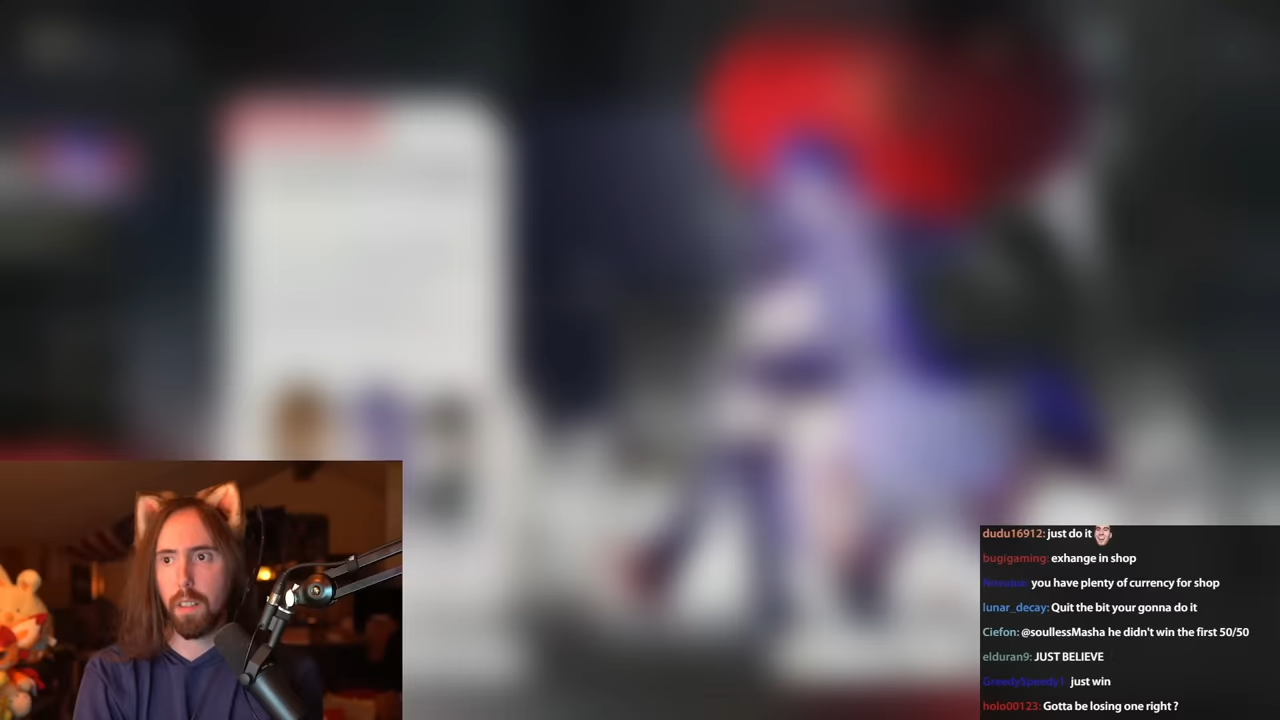 dudu16912: just do it
bugigaming: exhange in shop
you have plenty of currency for shop
lunar_decay: Quit the bit your gonna do it
Ciefon: @soullessMasha he didn't win the first 50/50
elduran9: JUST BELIEVE
GreedySpeedy1: just win
holo00123: Gotta be losing one right ?